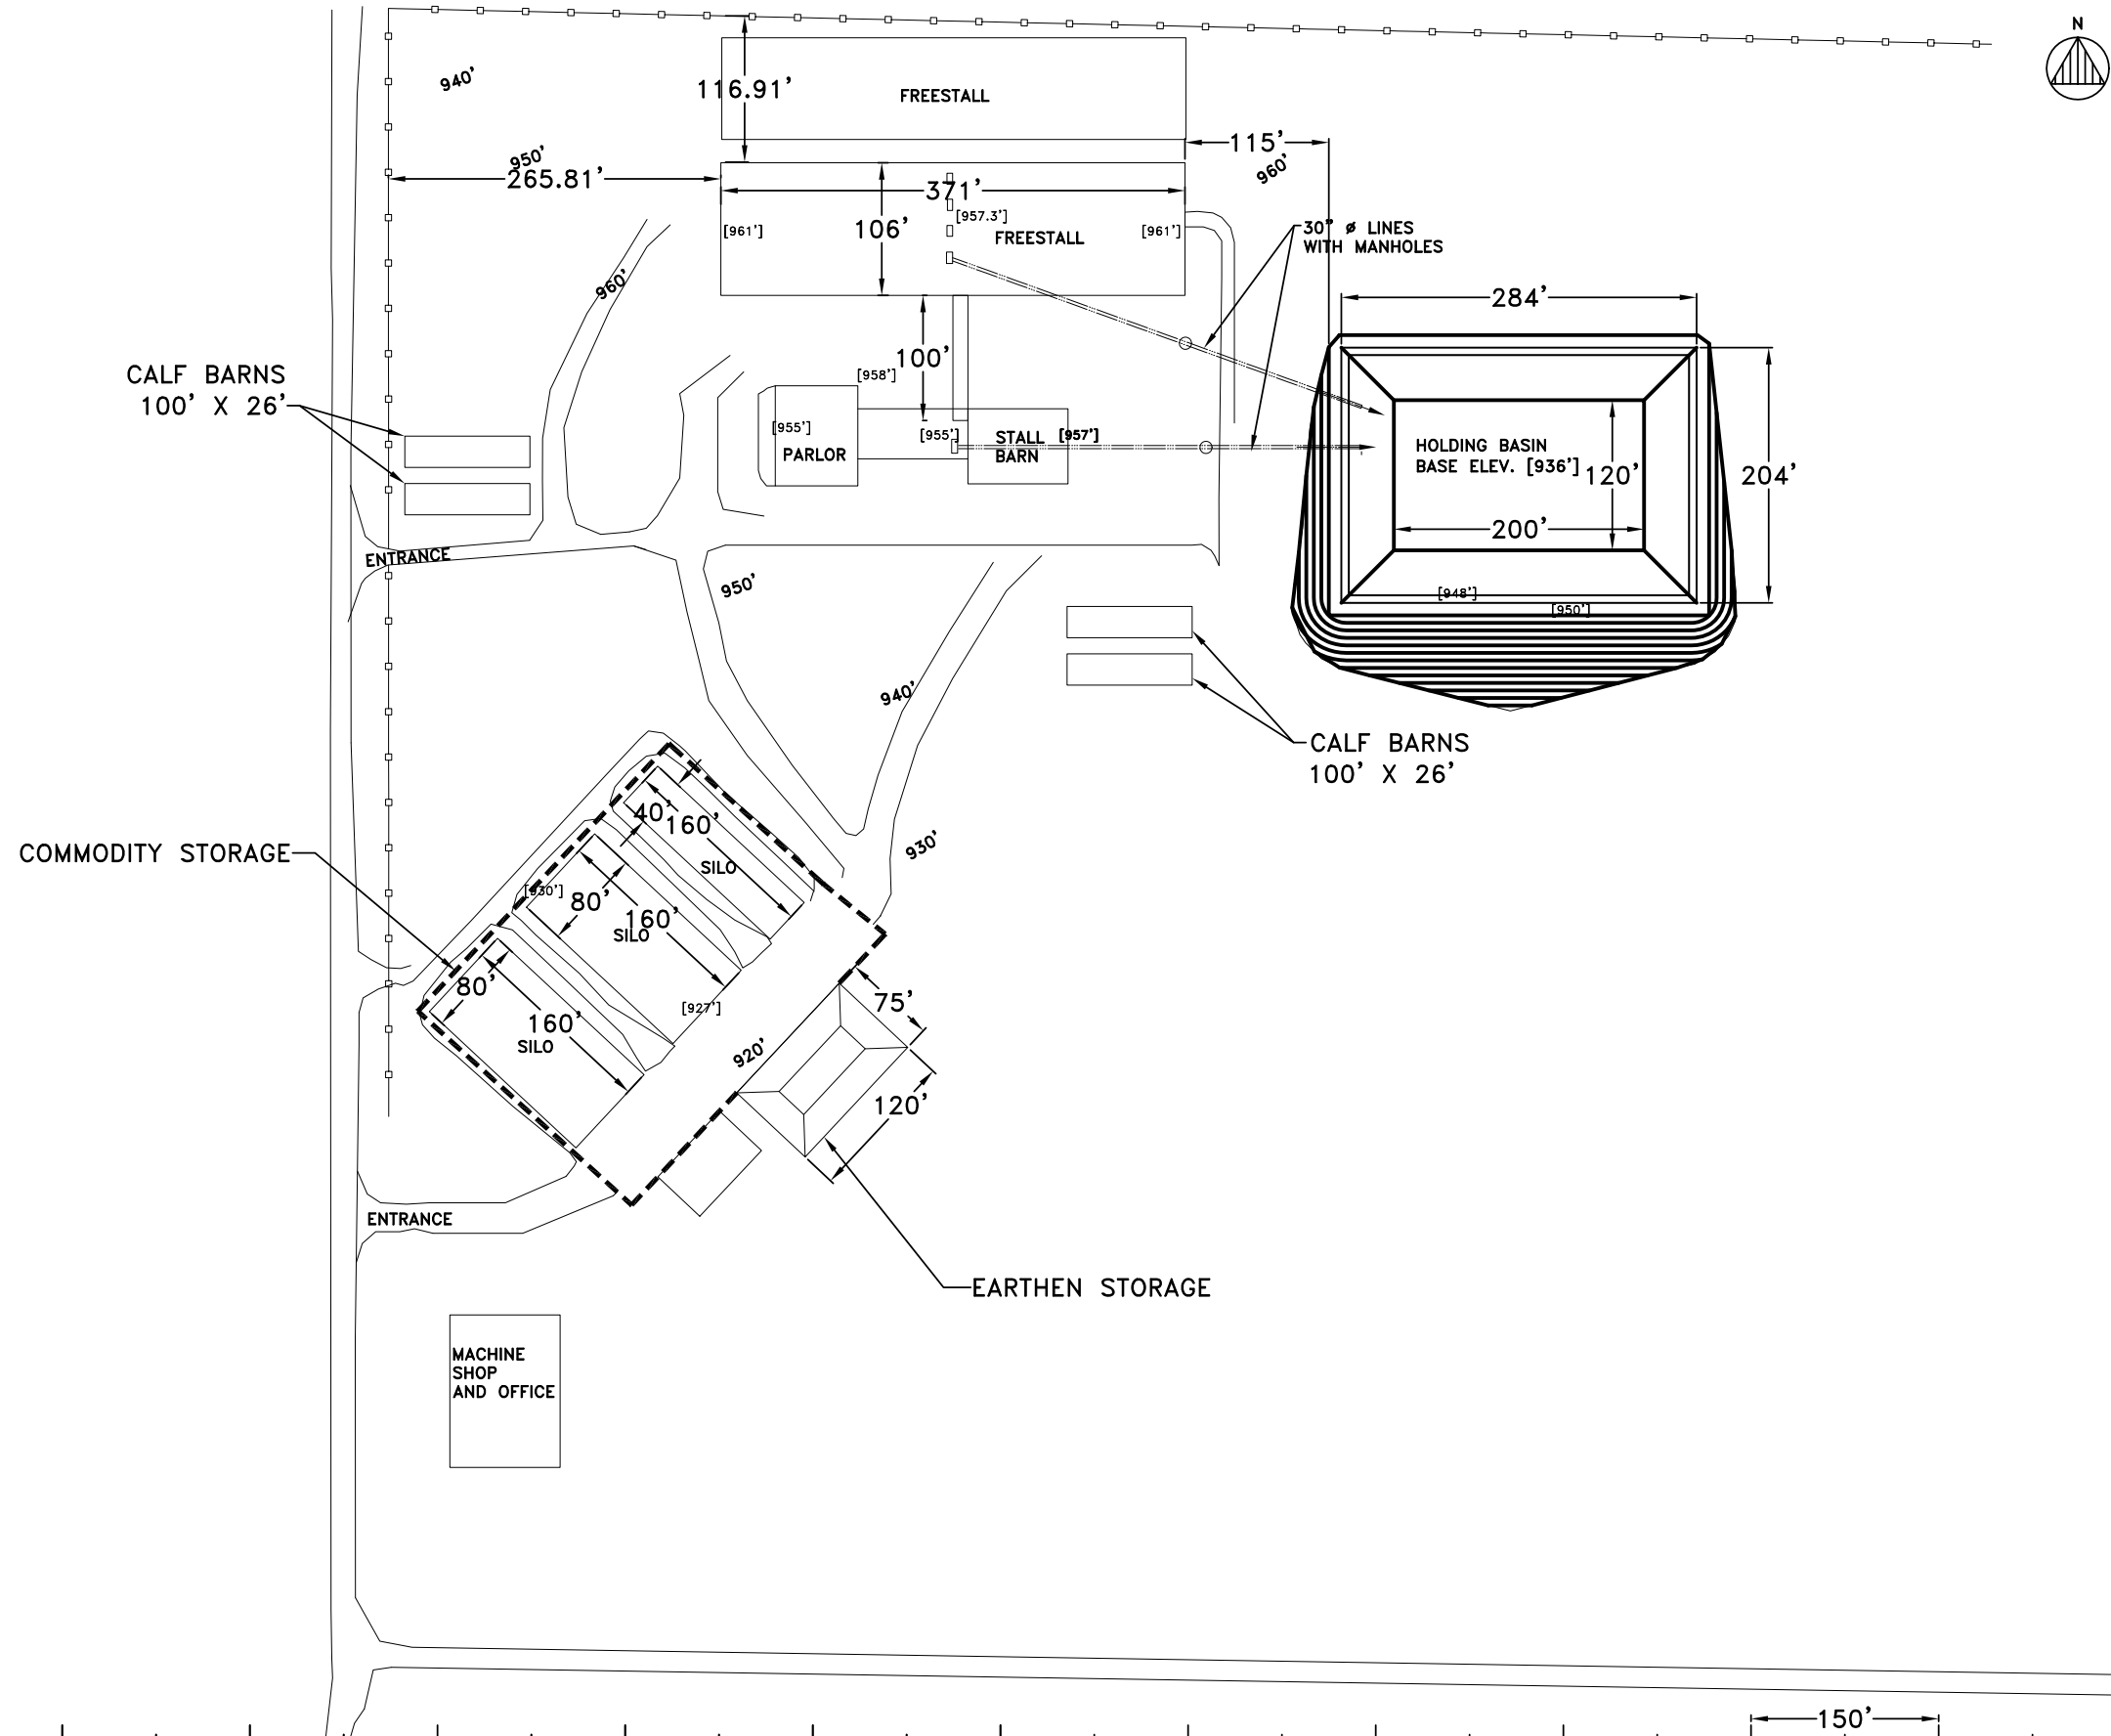 N
940'
116.91'
FREESTALL
115'
950'
265.81'
960'
371'
[957.3']
[961']
106'
FREESTALL
[961']
30" ø LINES
WITH MANHOLES
960'
284'
100'
[958']
CALF BARNS
100' X 26'
[955']
PARLOR
[955']
STALL
BARN
[957']
HOLDING BASIN
BASE ELEV. [936']
120'
204'
200'
ENTRANCE
950'
[948']
[950']
940'
CALF BARNS
100' X 26'
40'
160'
930'
COMMODITY STORAGE
SILO
[930']
80'
160'
SILO
80'
75'
[927']
160'
SILO
920'
120'
ENTRANCE
EARTHEN STORAGE
MACHINE
SHOP
AND OFFICE
150'